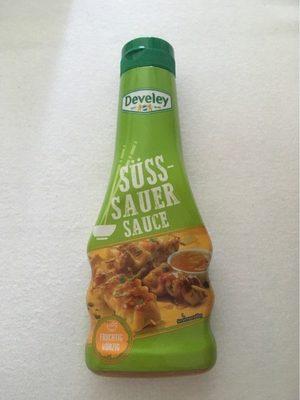 Develey
SÜSS-
SAUER
SAUCE
FRUCHTIG
WÜRZIG